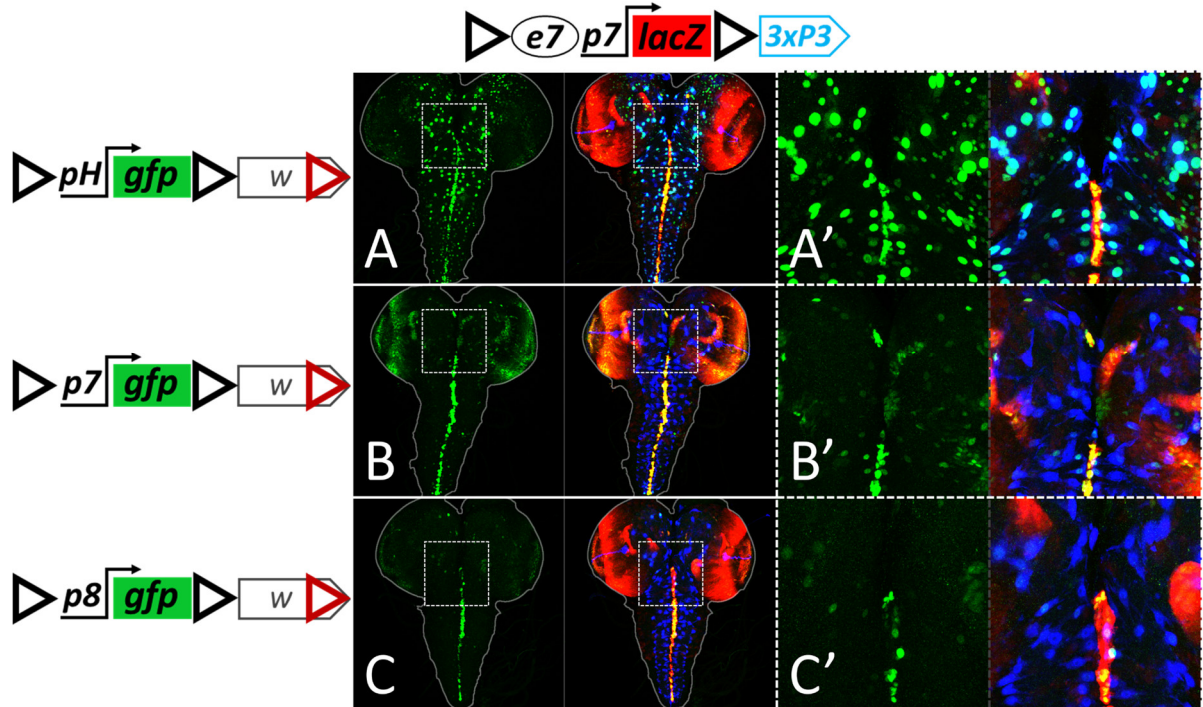 e7 p7 lacZ 3xP3
pH gfp w
A A’
p7 gfp w
B B’
p8 gfp w
C C’